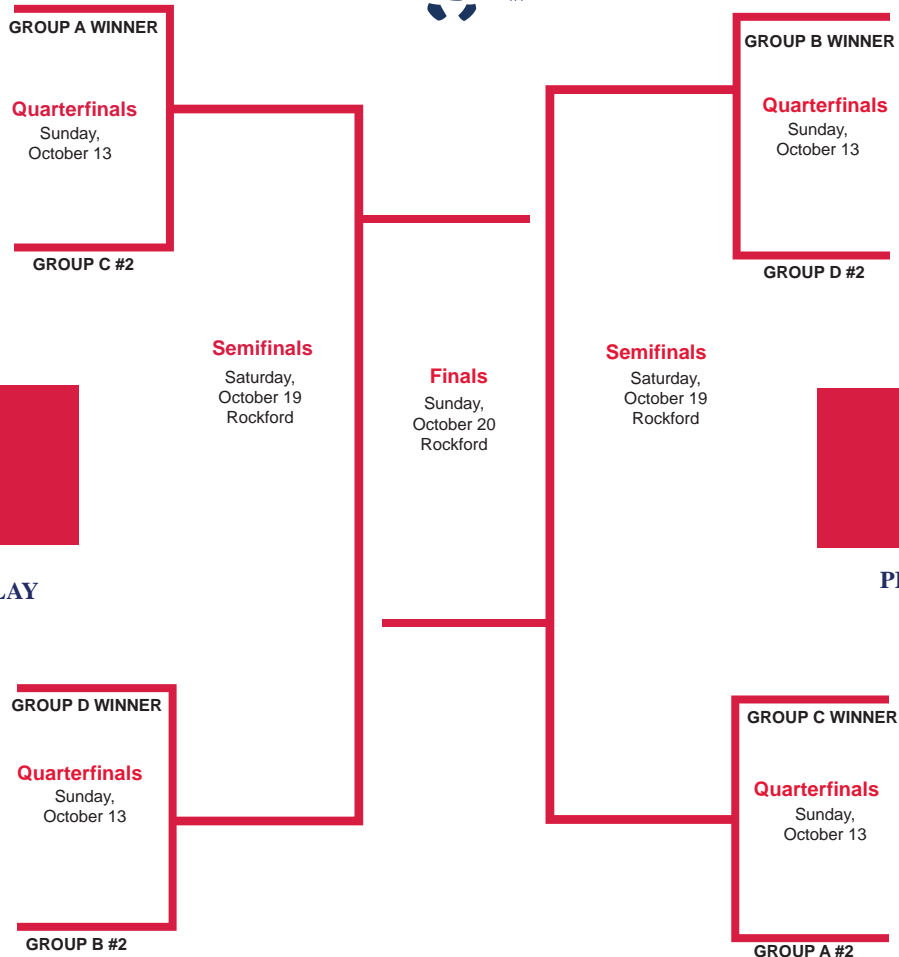 GROUP A WINNER
Quarterfinals
Sunday,
October 13
GROUP C #2
GROUP B WINNER
Quarterfinals
Sunday,
October 13
GROUP D #2
Semifinals
Saturday,
October 19
Rockford
Finals
Sunday,
October 20
Rockford
Semifinals
Saturday,
October 19
Rockford
LAY
GROUP D WINNER
Quarterfinals
Sunday,
October 13
GROUP B #2
GROUP C WINNER
Quarterfinals
Sunday,
October 13
GROUP A #2